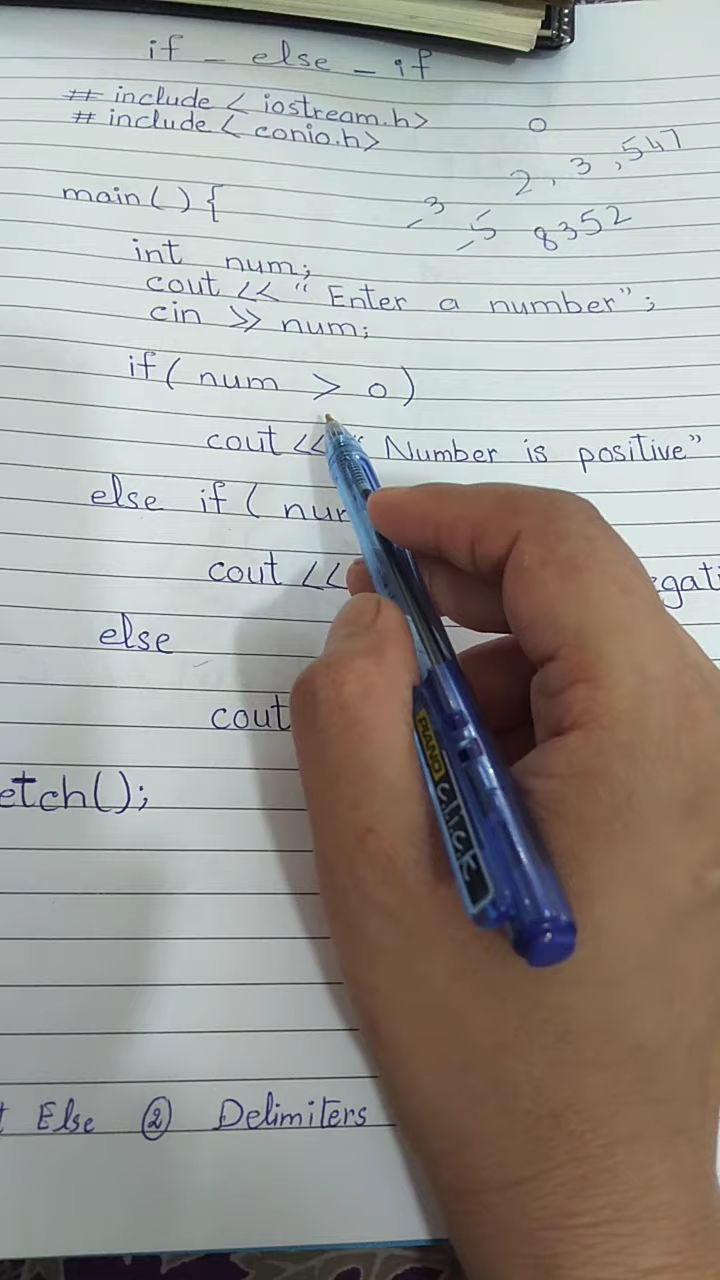 if - else - if
# include < iostream.h>
# include < conio.h>
0
2, 3, 547
-3
-5 8352
main() {
int num;
cout << "Enter a number";
cin >> num;
if( num > 0)
cout << " Number is positive"
else if (
cout <<
else
cout
etch();
PIANO click
Else ② Delimiters